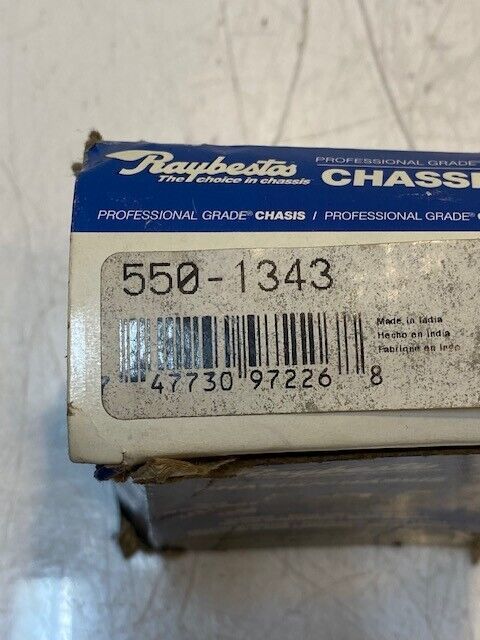 Raybestos
The choice in chassis
PROFESSIONAL GRADE®
CHASSI
PROFESSIONAL GRADE® CHASIS / PROFESSIONAL GRADE®
550-1343
Made in India
Hecho en India
Fabrique en Inde
7 47730 97226 8